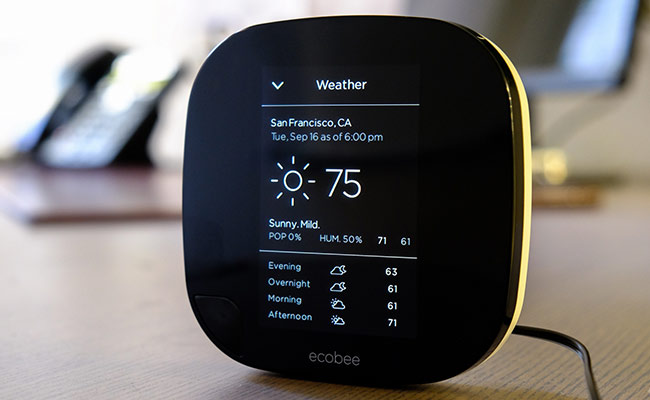 Weather
San Francisco, CA
Tue, Sep 16 as of 6:00 pm
75
Sunny. Mild.
POP 0% HUM. 50% 71 61
Evening 63
Overnight 61
Morning 61
Afternoon 71
ecobee